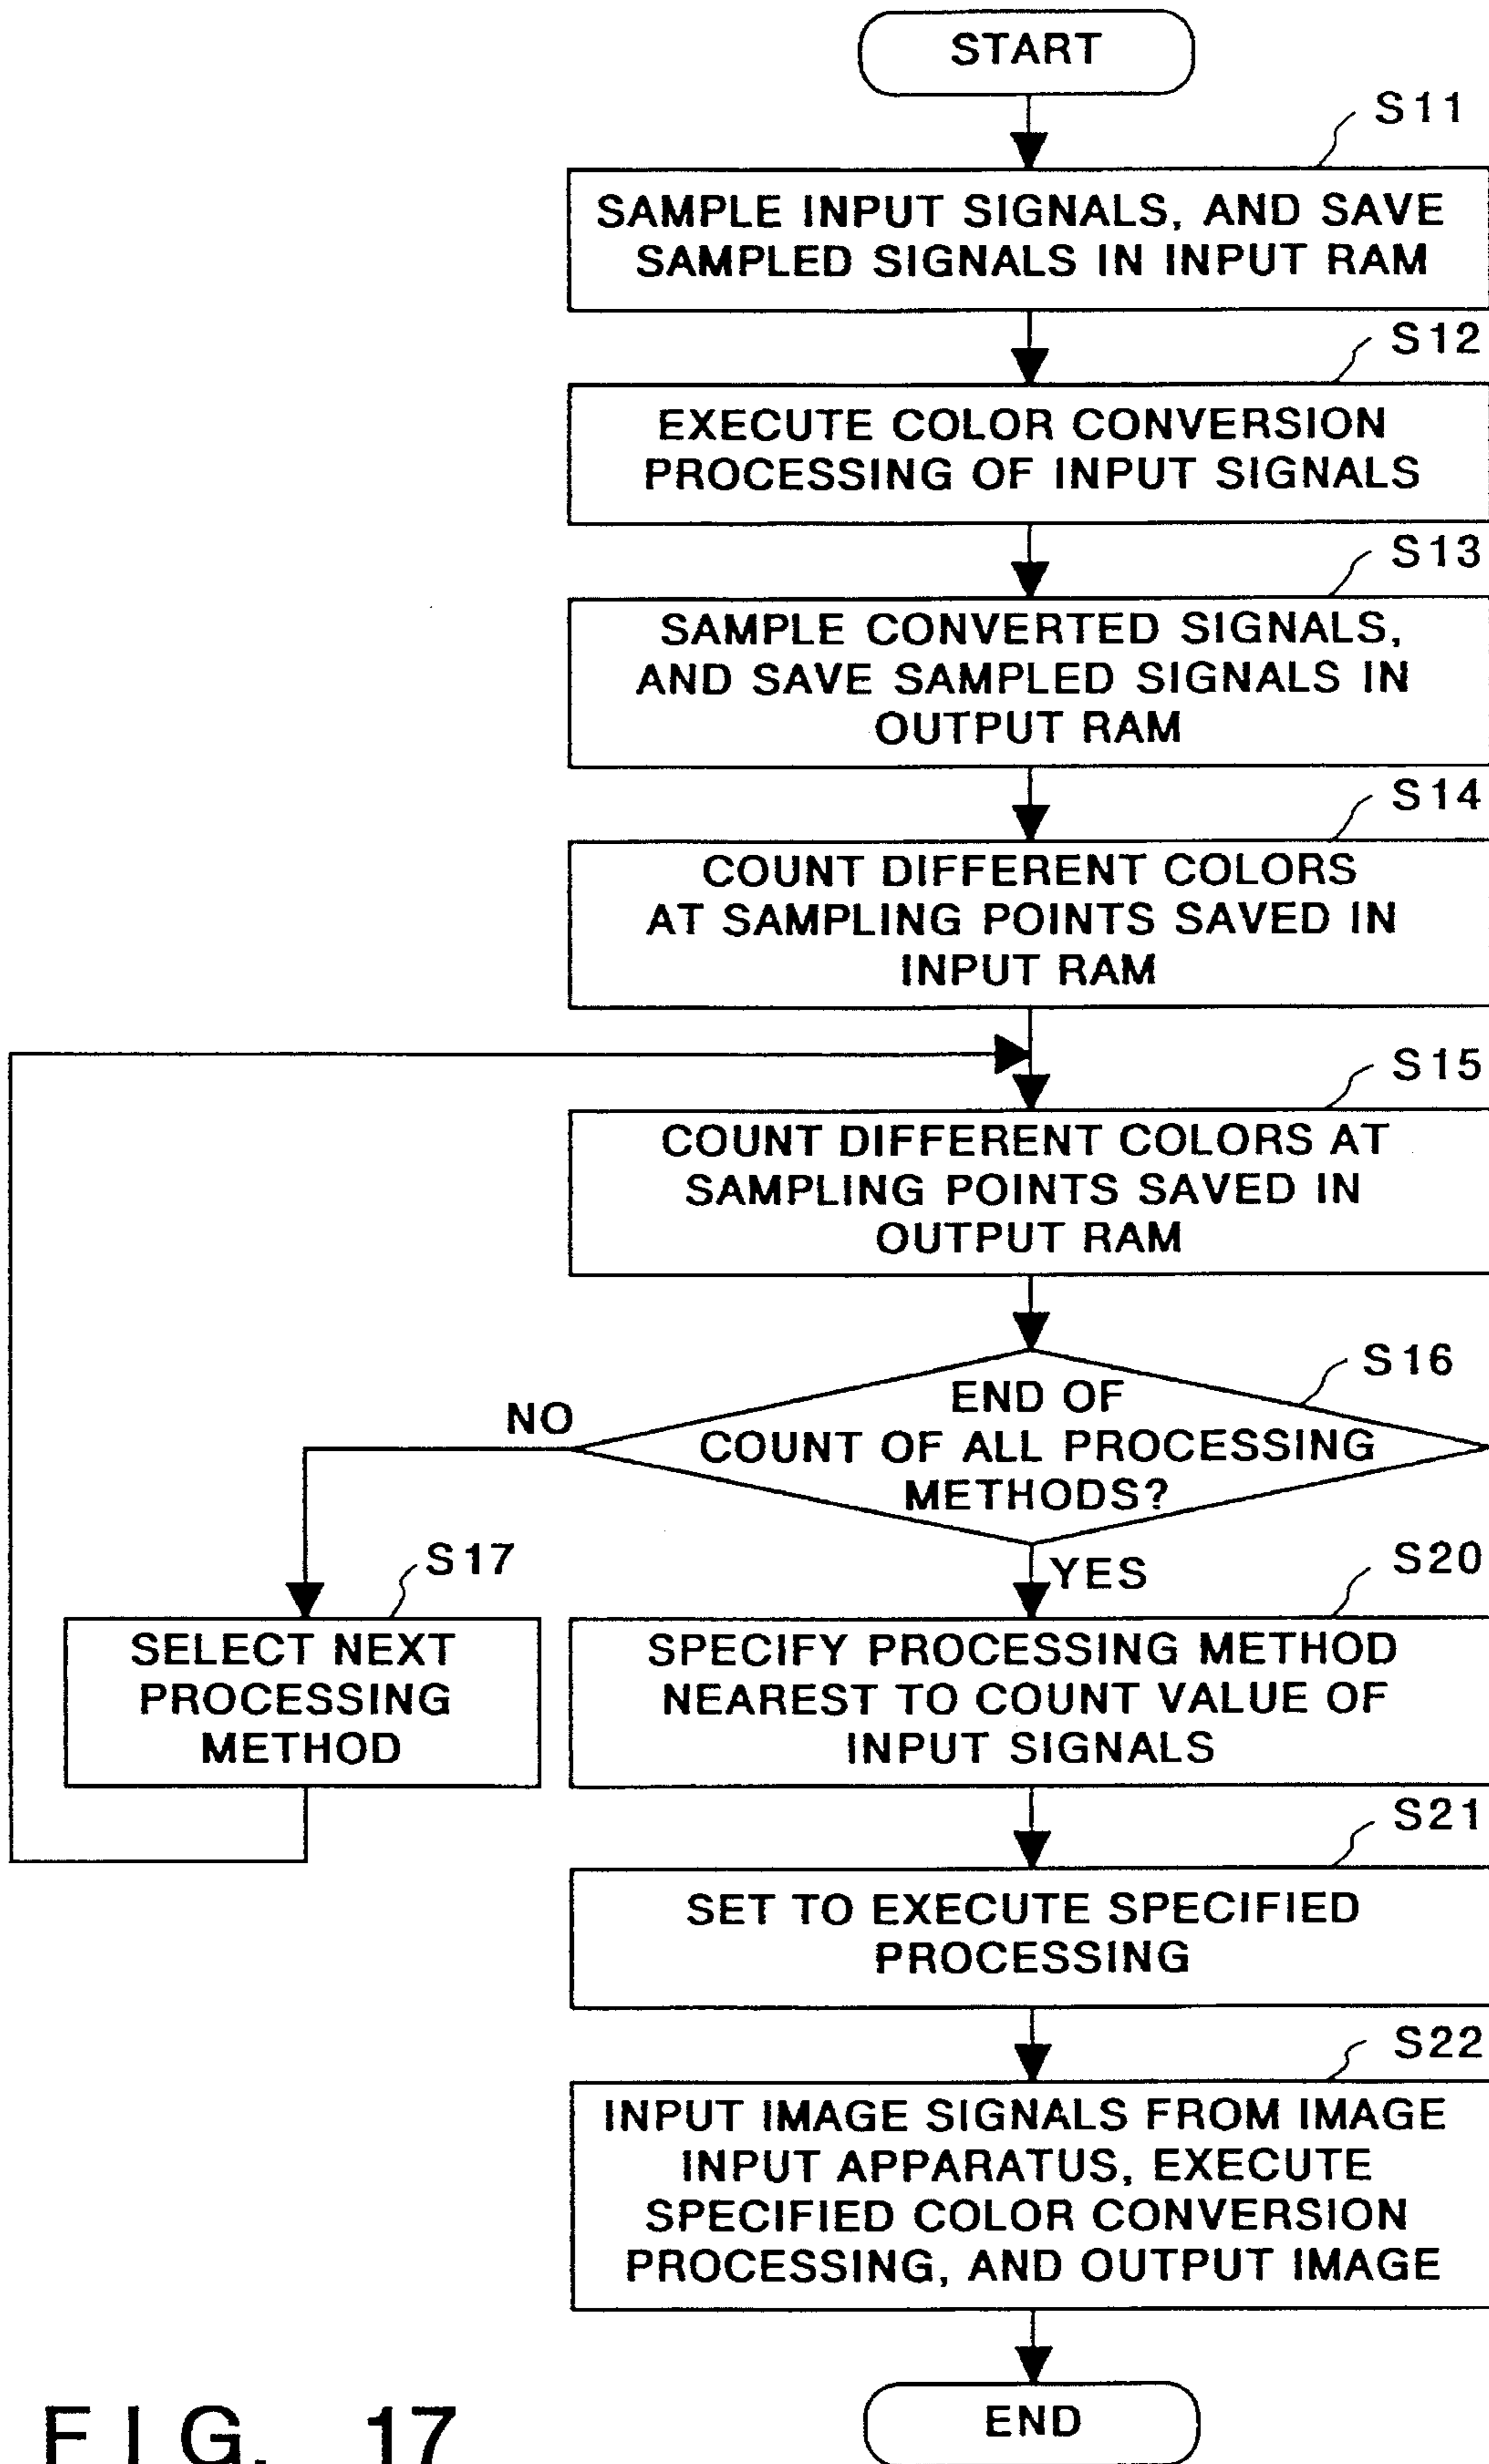 START
S11
SAMPLE INPUT SIGNALS, AND SAVE
SAMPLED SIGNALS IN INPUT RAM
S12
EXECUTE COLOR CONVERSION
PROCESSING OF INPUT SIGNALS
S13
SAMPLE CONVERTED SIGNALS,
AND SAVE SAMPLED SIGNALS IN
OUTPUT RAM
S14
COUNT DIFFERENT COLORS
AT SAMPLING POINTS SAVED IN
INPUT RAM
S15
COUNT DIFFERENT COLORS AT
SAMPLING POINTS SAVED IN
OUTPUT RAM
S16
END OF
COUNT OF ALL PROCESSING
METHODS?
NO
YES
S17
SELECT NEXT
PROCESSING
METHOD
S20
SPECIFY PROCESSING METHOD
NEAREST TO COUNT VALUE OF
INPUT SIGNALS
S21
SET TO EXECUTE SPECIFIED
PROCESSING
S22
INPUT IMAGE SIGNALS FROM IMAGE
INPUT APPARATUS, EXECUTE
SPECIFIED COLOR CONVERSION
PROCESSING, AND OUTPUT IMAGE
END
FIG. 17